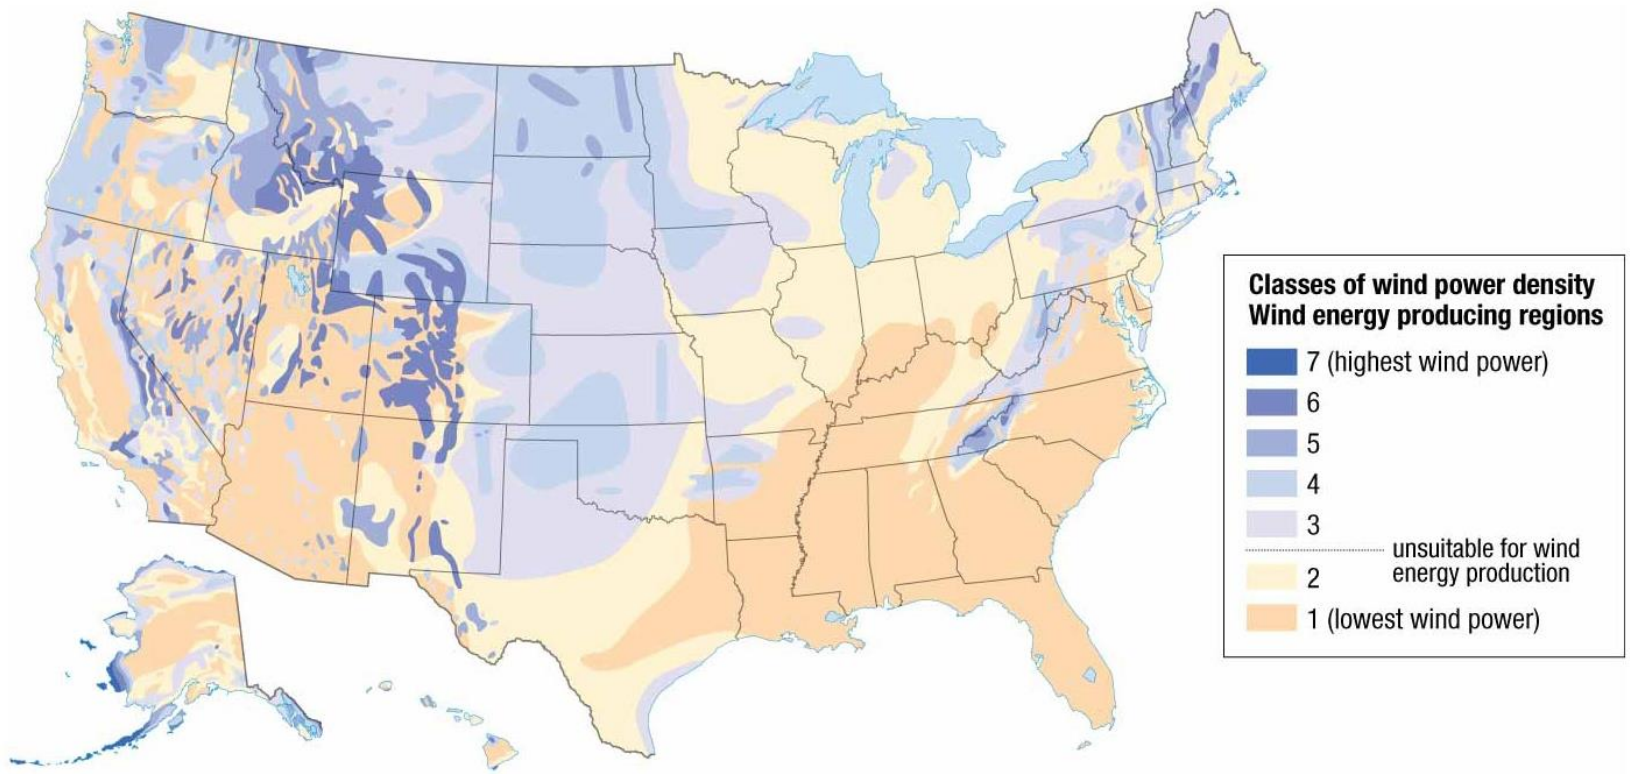 Classes of wind power density
Wind energy producing regions
7 (highest wind power)
6
5
4
3
unsuitable for wind
energy production
2
1 (lowest wind power)